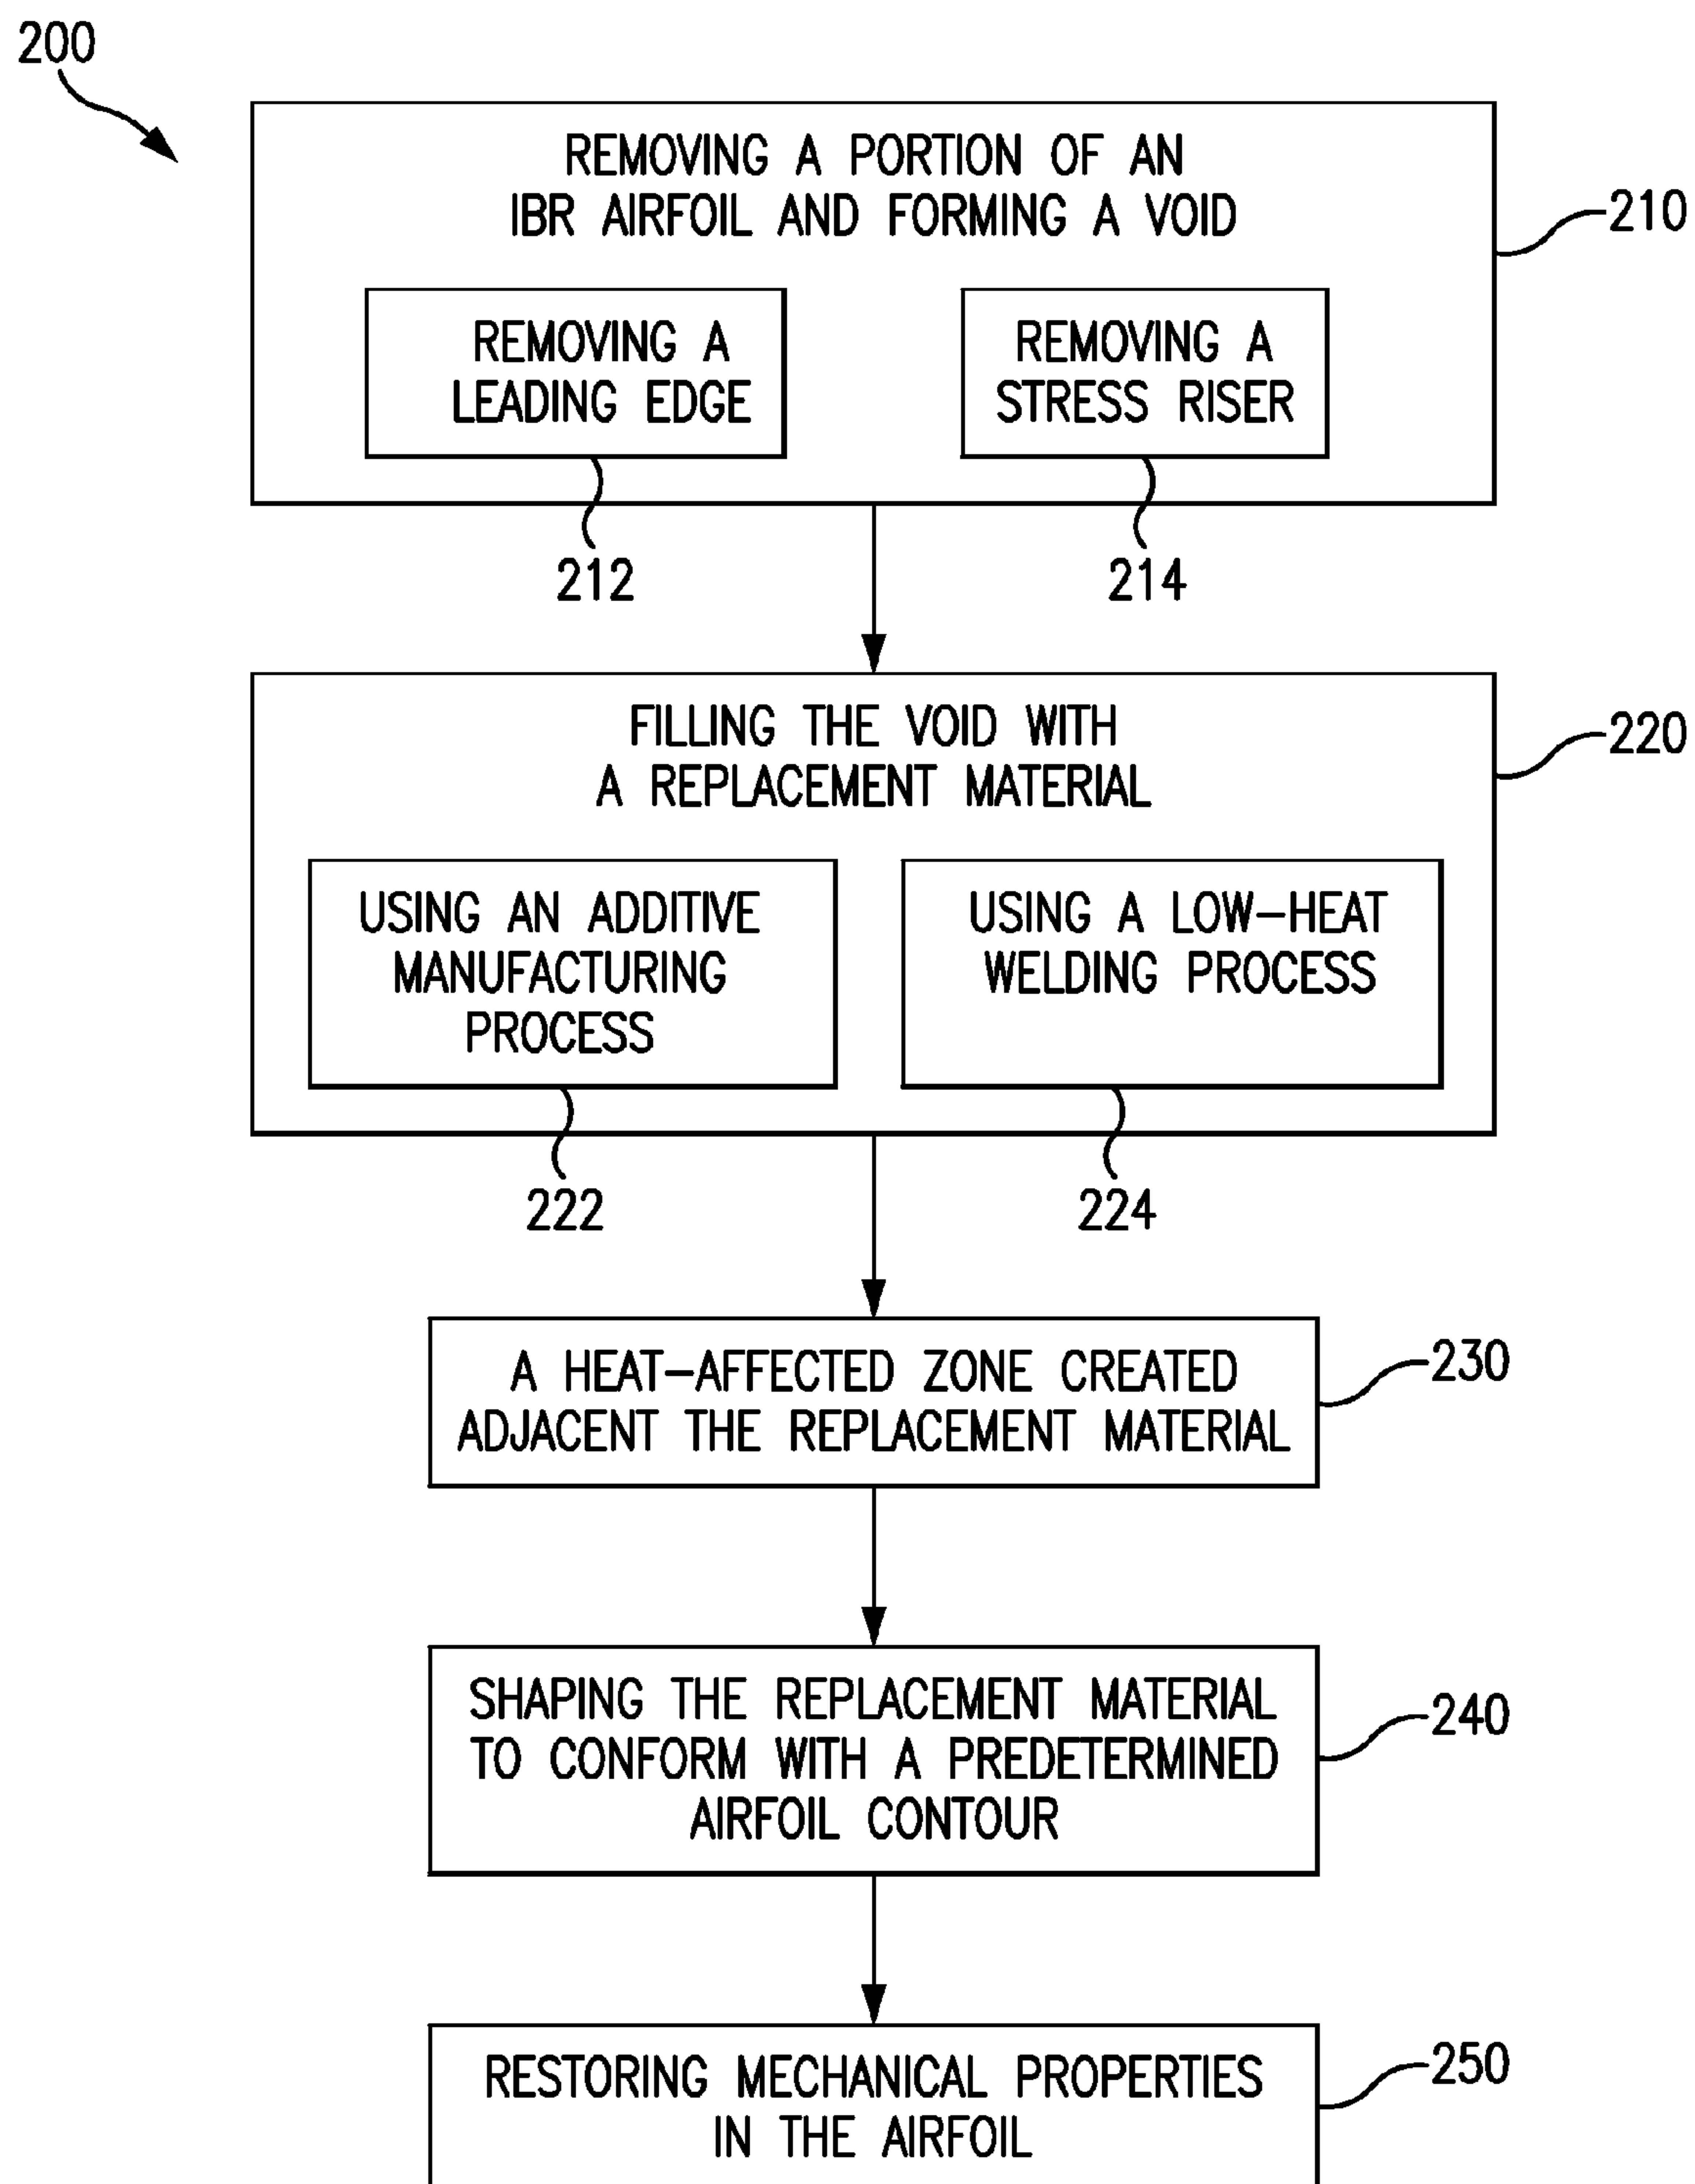 200
REMOVING A PORTION OF AN
IBR AIRFOIL AND FORMING A VOID
210
REMOVING A
LEADING EDGE
REMOVING A
STRESS RISER
212
214
FILLING THE VOID WITH
A REPLACEMENT MATERIAL
220
USING AN ADDITIVE
MANUFACTURING
PROCESS
USING A LOW-HEAT
WELDING PROCESS
222
224
A HEAT-AFFECTED ZONE CREATED
ADJACENT THE REPLACEMENT MATERIAL
230
SHAPING THE REPLACEMENT MATERIAL
TO CONFORM WITH A PREDETERMINED
AIRFOIL CONTOUR
240
RESTORING MECHANICAL PROPERTIES
IN THE AIRFOIL
250